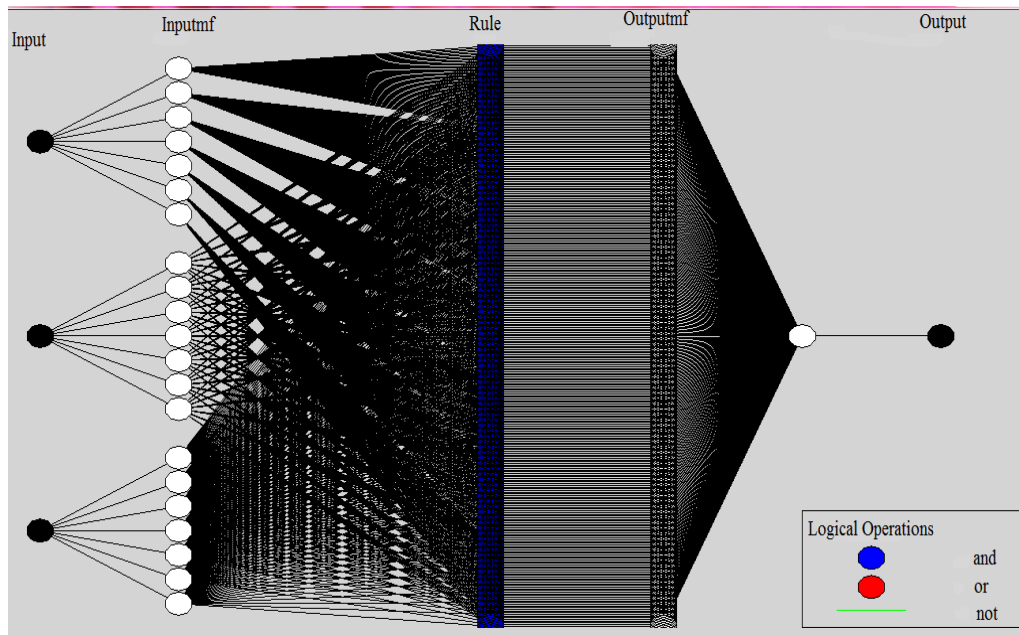 Input
Inputmf
Rule
Outputmf
Output
Logical Operations
and
or
not